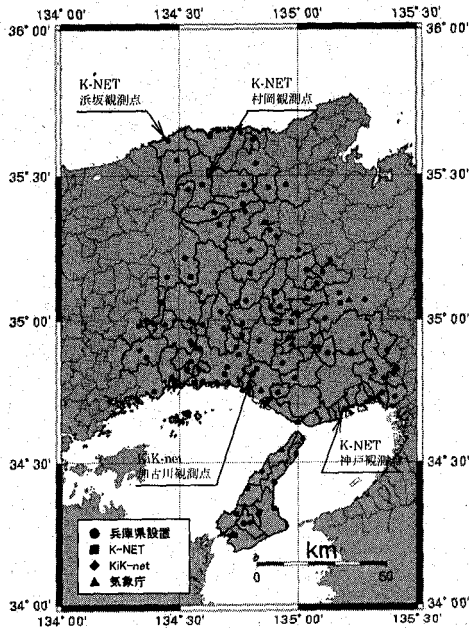 134° 00' 134° 30' 135° 00' 135° 30'
36° 00' 36° 00'
K-NET
浜坂観測点
K-NET
村岡観測点
35° 30' 35° 30'
35° 00' 35° 00'
34° 30' 34° 30'
KiK-net
加古川観測点
K-NET
神戸観測点
兵庫県設置
K-NET
KiK-net
気象庁
km
0 50
34° 00' 34° 00'
134° 00' 134° 30' 135° 00' 135° 30'